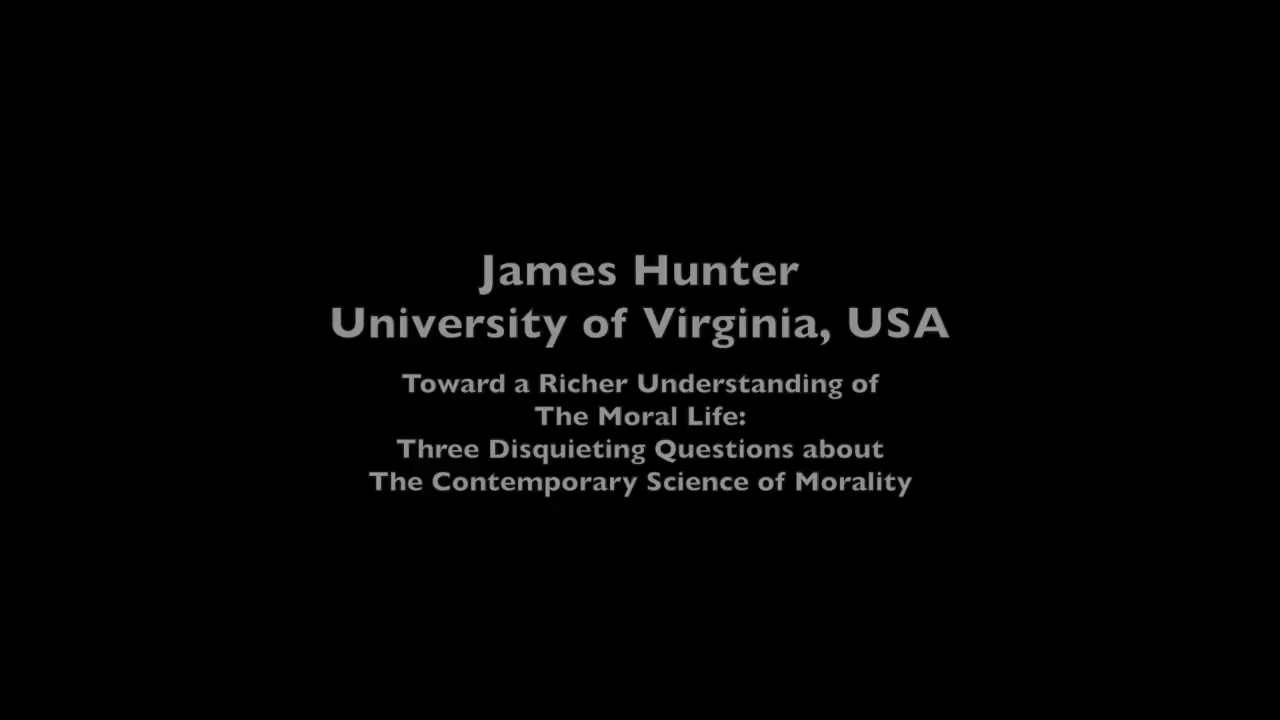 James Hunter
University of Virginia, USA
Toward a Richer Understanding of
The Moral Life:
Three Disquieting Questions about
The Contemporary Science of Morality